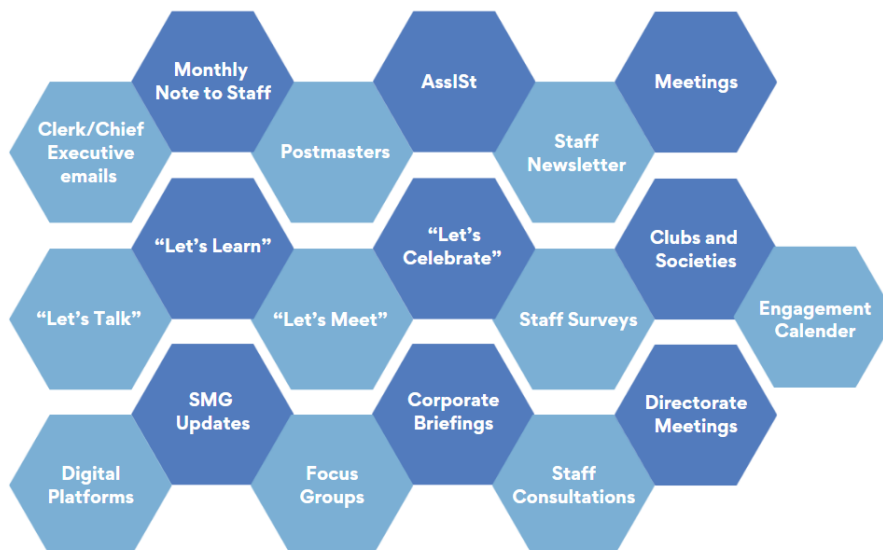 Monthly
Note to Staff
AssISt
Meetings
Clerk/Chief
Executive
emails
Postmasters
Staff
Newsletter
“Let’s Learn”
“Let’s
Celebrate”
Clubs and
Societies
“Let’s Talk”
“Let’s Meet”
Staff Surveys
Engagement
Calender
SMG
Updates
Corporate
Briefings
Directorate
Meetings
Digital
Platforms
Focus
Groups
Staff
Consultations